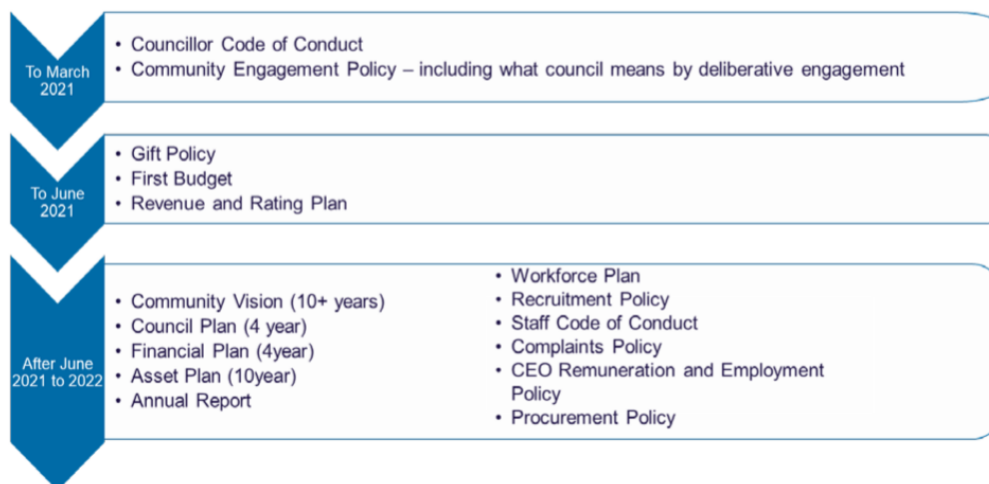 To March
2021
• Councillor Code of Conduct
• Community Engagement Policy – including what council means by deliberative engagement
To June
2021
• Gift Policy
• First Budget
• Revenue and Rating Plan
After June
2021 to 2022
• Community Vision (10+ years)
• Council Plan (4 year)
• Financial Plan (4year)
• Asset Plan (10year)
• Annual Report
• Workforce Plan
• Recruitment Policy
• Staff Code of Conduct
• Complaints Policy
• CEO Remuneration and Employment
Policy
• Procurement Policy